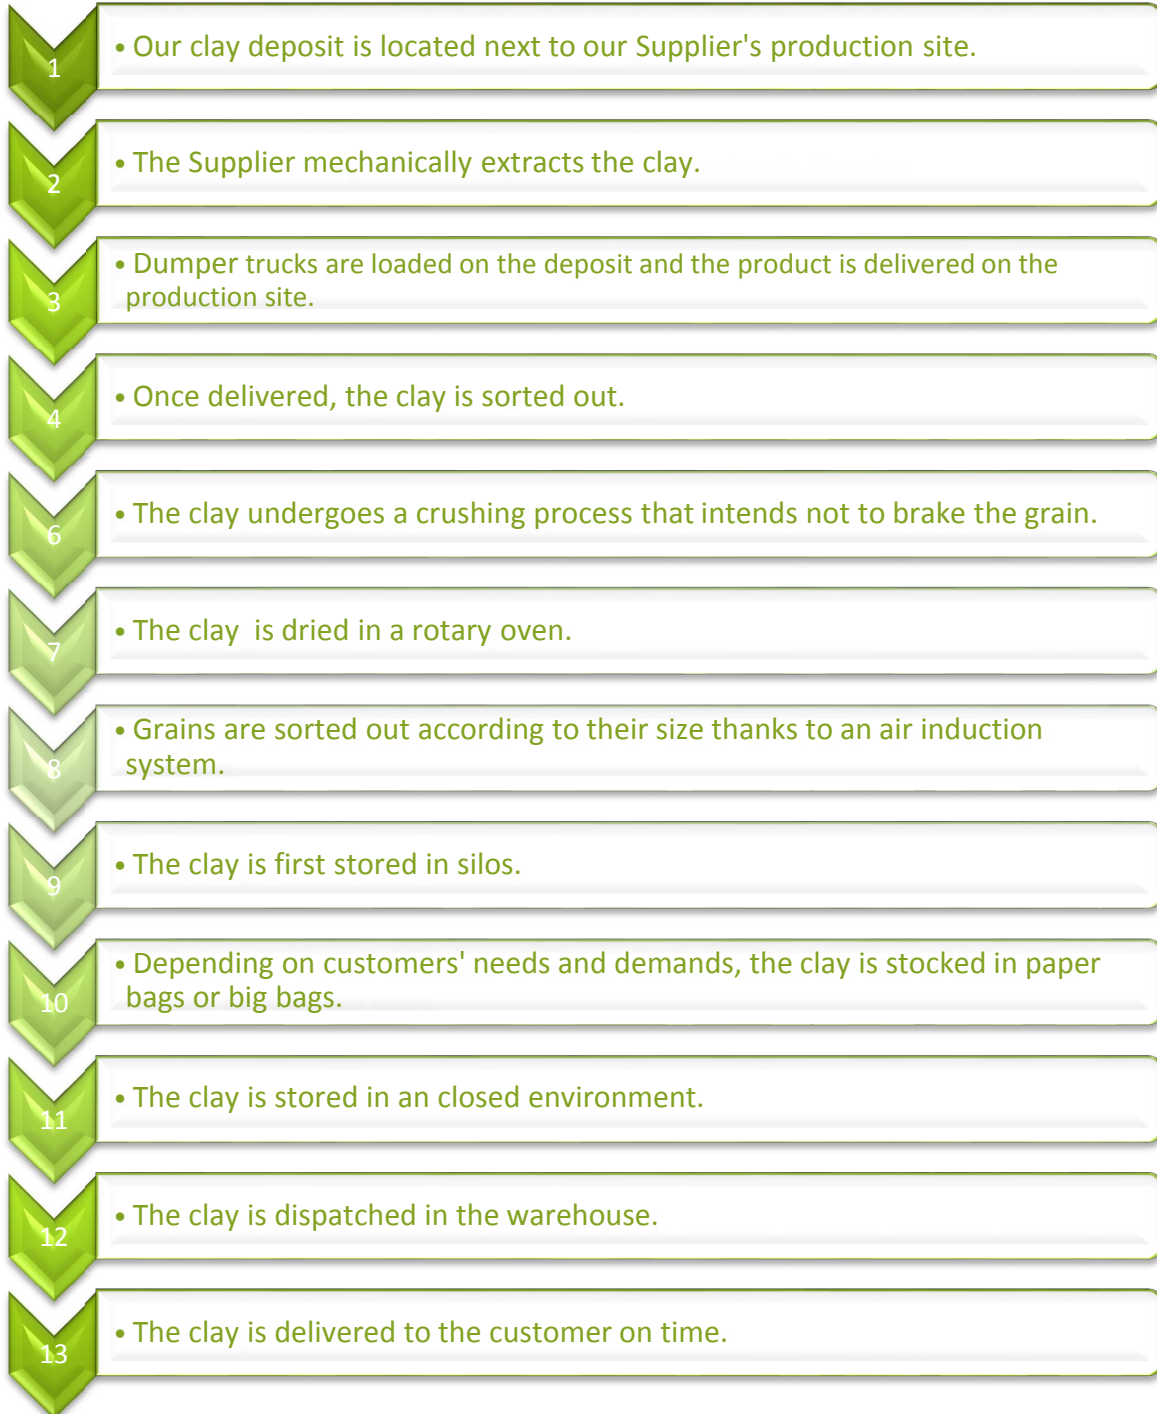 1
• Our clay deposit is located next to our Supplier's production site.
2
• The Supplier mechanically extracts the clay.
3
• Dumper trucks are loaded on the deposit and the product is delivered on the
production site.
4
• Once delivered, the clay is sorted out.
6
• The clay undergoes a crushing process that intends not to brake the grain.
7
• The clay  is dried in a rotary oven.
8
• Grains are sorted out according to their size thanks to an air induction
system.
9
• The clay is first stored in silos.
10
• Depending on customers' needs and demands, the clay is stocked in paper
bags or big bags.
11
• The clay is stored in an closed environment.
12
• The clay is dispatched in the warehouse.
13
• The clay is delivered to the customer on time.